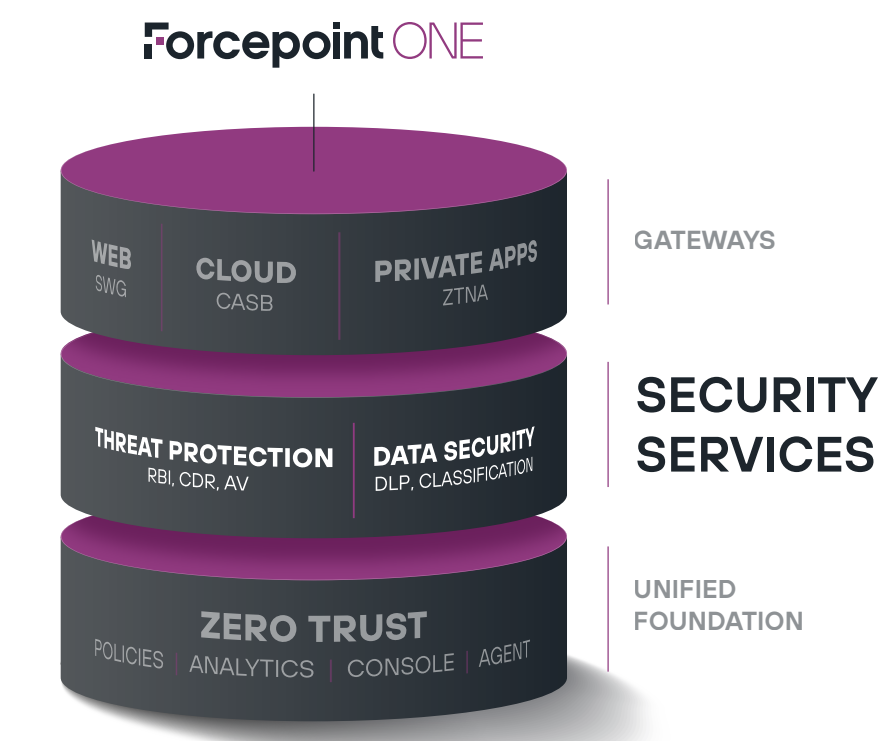 Forcepoint ONE
WEB
SWG
CLOUD
CASB
PRIVATE APPS
ZTNA
GATEWAYS
THREAT PROTECTION
RBI, CDR, AV
DATA SECURITY
DLP, CLASSIFICATION
SECURITY
SERVICES
ZERO TRUST
POLICIES | ANALYTICS | CONSOLE | AGENT
UNIFIED
FOUNDATION